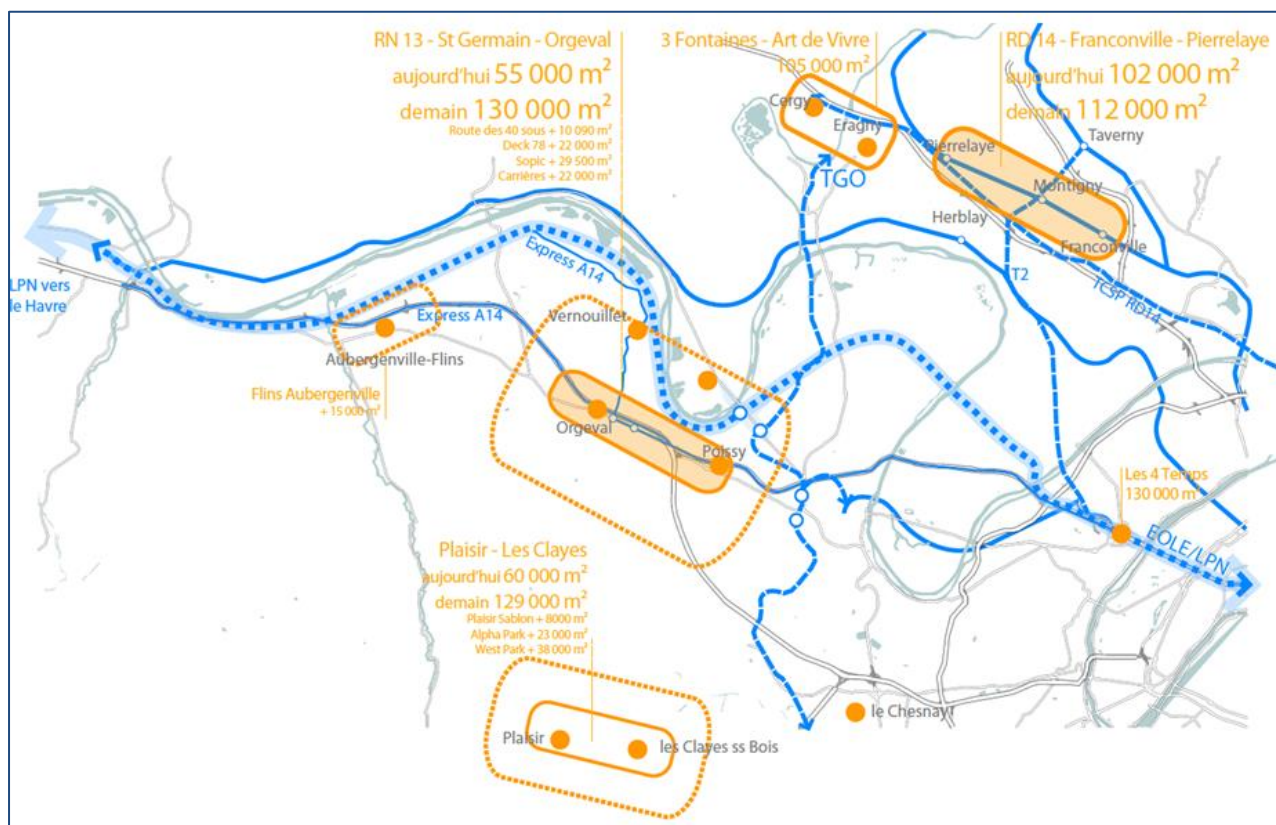 RN 13 - St Germain - Orgeval
aujourd'hui 55 000 m²
demain 130 000 m²
Route des 40 sous + 10 090 m²
Deck 78 + 22 000 m²
Sopic + 29 500 m²
Carrières + 22 000 m²
3 Fontaines - Art de Vivre
105 000 m²
RD 14 - Franconville - Pierrelaye
aujourd'hui 102 000 m²
demain 112 000 m²
Cergy
Eragny
Pierrelaye
Taverny
Montigny
Herblay
Franconville
TGO
T2
TCSP RD14
LPN vers
le Havre
Express A14
Express A14
Vernouillet
Aubergenville-Flins
Flins Aubergenville
+ 15 000 m²
Orgeval
Poissy
Les 4 Temps
130 000 m²
EOLE/LPN
Plaisir - Les Clayes
aujourd'hui 60 000 m²
demain 129 000 m²
Plaisir Sablon + 8000 m²
Alpha Park + 23 000 m²
West Park + 38 000 m²
le Chesnay
Plaisir
les Clayes ss Bois